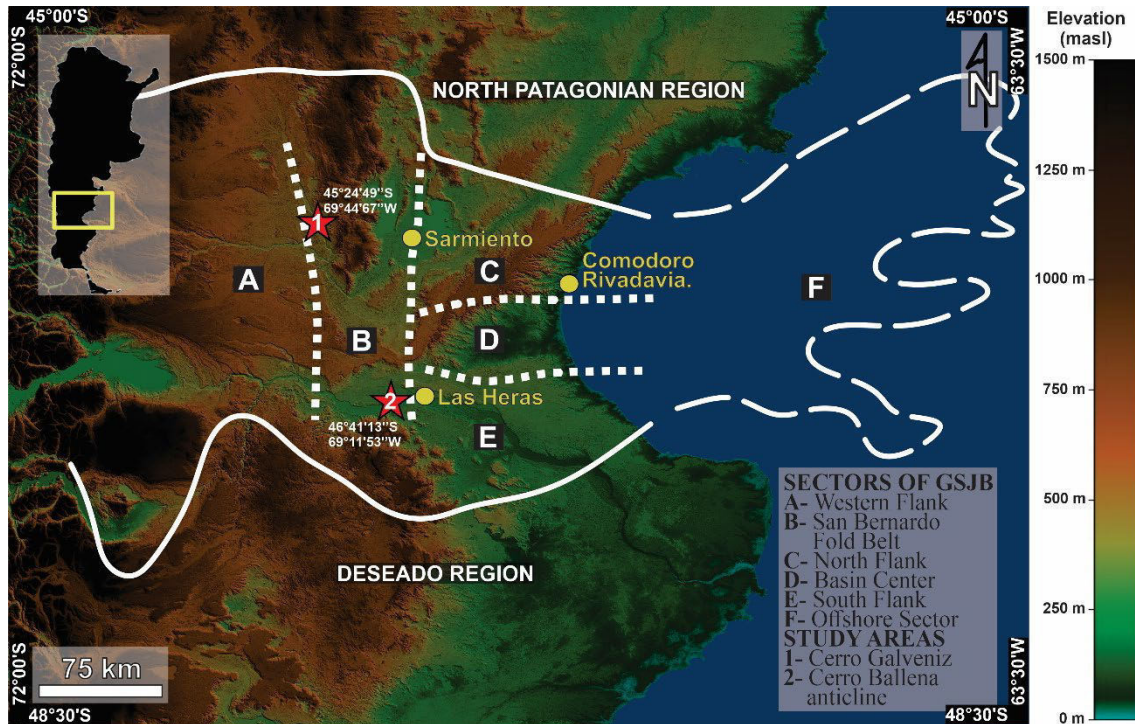 45°00'S
45°00'S
72°00'W
63°30'W
Elevation
(masl)
1500 m
1250 m
1000 m
750 m
500 m
250 m
0 m
N
NORTH PATAGONIAN REGION
45°24'49"S
69°44'67"W
1
Sarmiento
Comodoro
Rivadavia.
A
B
C
D
E
F
2
Las Heras
46°41'13"S
69°11'53"W
DESEADO REGION
SECTORS OF GSJB
A- Western Flank
B- San Bernardo
Fold Belt
C- North Flank
D- Basin Center
E- South Flank
F- Offshore Sector
STUDY AREAS
1- Cerro Galveniz
2- Cerro Ballena
anticline
75 km
72°00'S
63°30'S
48°30'S
48°30'S